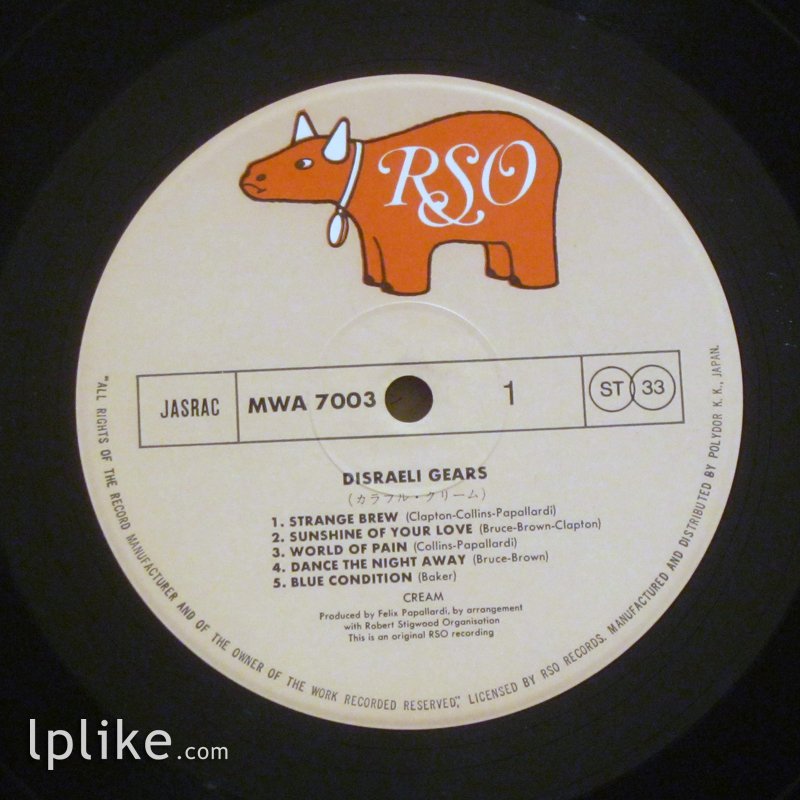 RSO
JASRAC
MWA 7003
1
ST 33
DISRAELI GEARS
(カラフル・クリーム)
1. STRANGE BREW (Clapton-Collins-Papallardi)
2. SUNSHINE OF YOUR LOVE (Bruce-Brown-Clapton)
3. WORLD OF PAIN (Collins-Papallardi)
4. DANCE THE NIGHT AWAY (Bruce-Brown)
5. BLUE CONDITION (Baker)
CREAM
Produced by Felix Papallardi, by arrangement
with Robert Stigwood Organisation
This is an original RSO recording
"ALL RIGHTS OF THE RECORD MANUFACTURER AND OF THE OWNER OF THE WORK RECORDED RESERVED", LICENSED BY RSO RECORDS. MANUFACTURED AND DISTRIBUTED BY POLYDOR K.K., JAPAN.
lplike.com